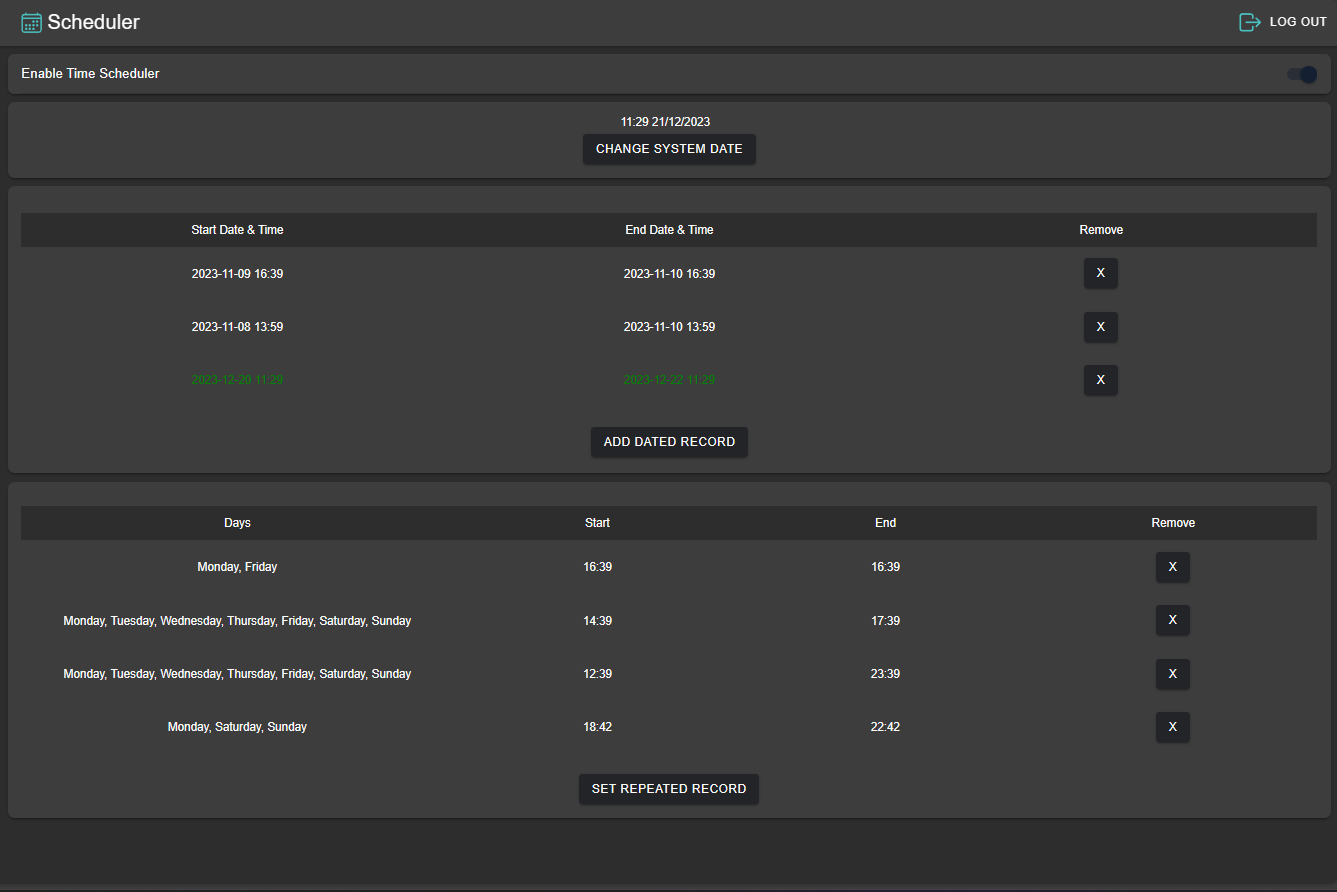 Scheduler
LOG OUT
Enable Time Scheduler
11:29 21/12/2023
CHANGE SYSTEM DATE
Start Date & Time End Date & Time Remove
2023-11-09 16:39 2023-11-10 16:39 X
2023-11-08 13:59 2023-11-10 13:59 X
2023-12-20 11:29 2023-12-22 11:29 X
ADD DATED RECORD
Days Start End Remove
Monday, Friday 16:39 16:39 X
Monday, Tuesday, Wednesday, Thursday, Friday, Saturday, Sunday 14:39 17:39 X
Monday, Tuesday, Wednesday, Thursday, Friday, Saturday, Sunday 12:39 23:39 X
Monday, Saturday, Sunday 18:42 22:42 X
SET REPEATED RECORD